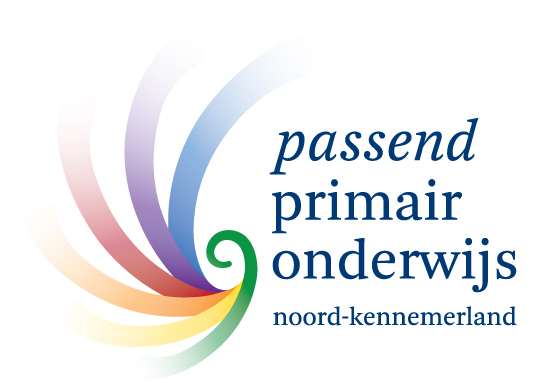 passend
primair
onderwijs
noord-kennemerland